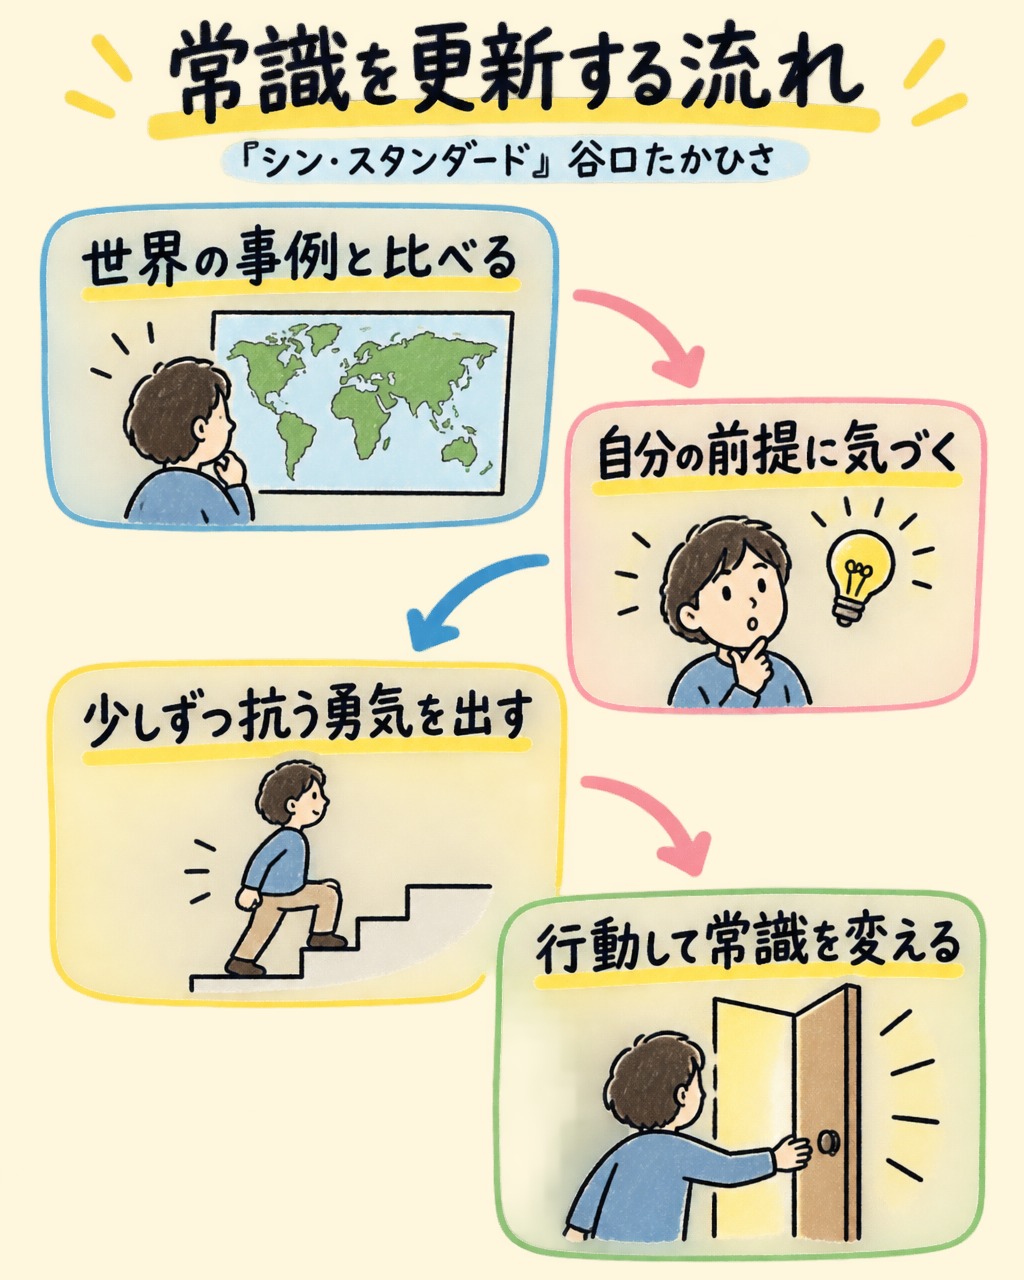 常識を更新する流れ
『シン・スタンダード』谷口たかひさ
世界の事例と比べる
自分の前提に気づく
少しずつ抗う勇気を出す
行動して常識を変える